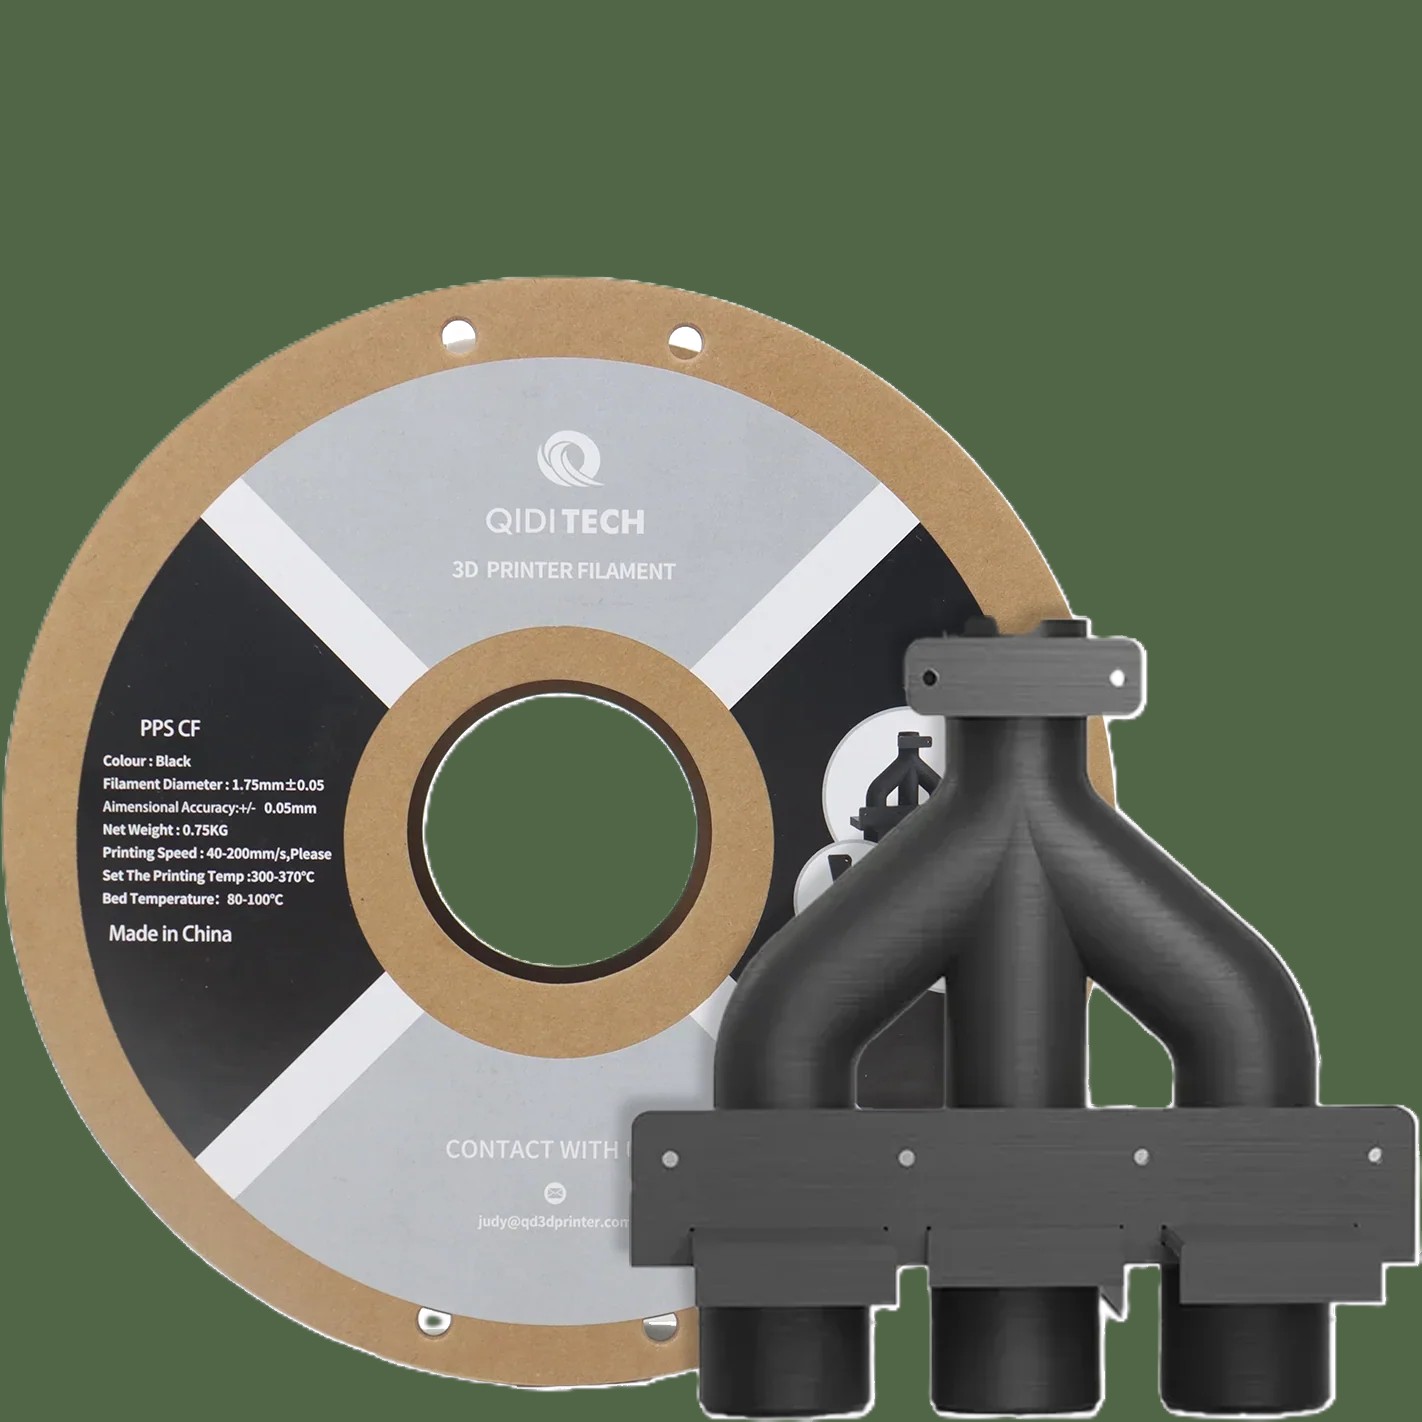 QIDI TECH
3D PRINTER FILAMENT
PPS CF
Colour : Black
Filament Diameter : 1.75mm±0.05
Aimensional Accuracy:+/- 0.05mm
Net Weight : 0.75KG
Printing Speed : 40-200mm/s,Please
Set The Printing Temp :300-370℃
Bed Temperature: 80-100℃
Made in China
CONTACT WITH
judy@qd3dprinter.com